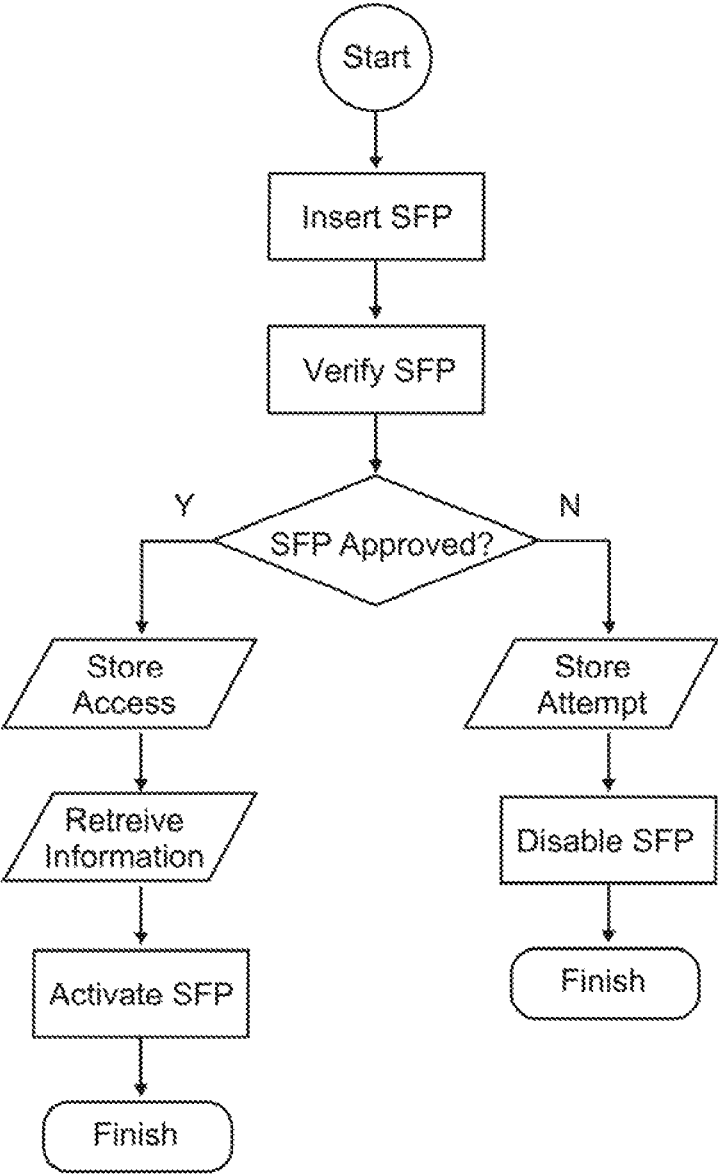 Start
Insert SFP
Verify SFP
Y
N
SFP Approved?
Store
Access
Store
Attempt
Retreive
Information
Disable SFP
Activate SFP
Finish
Finish